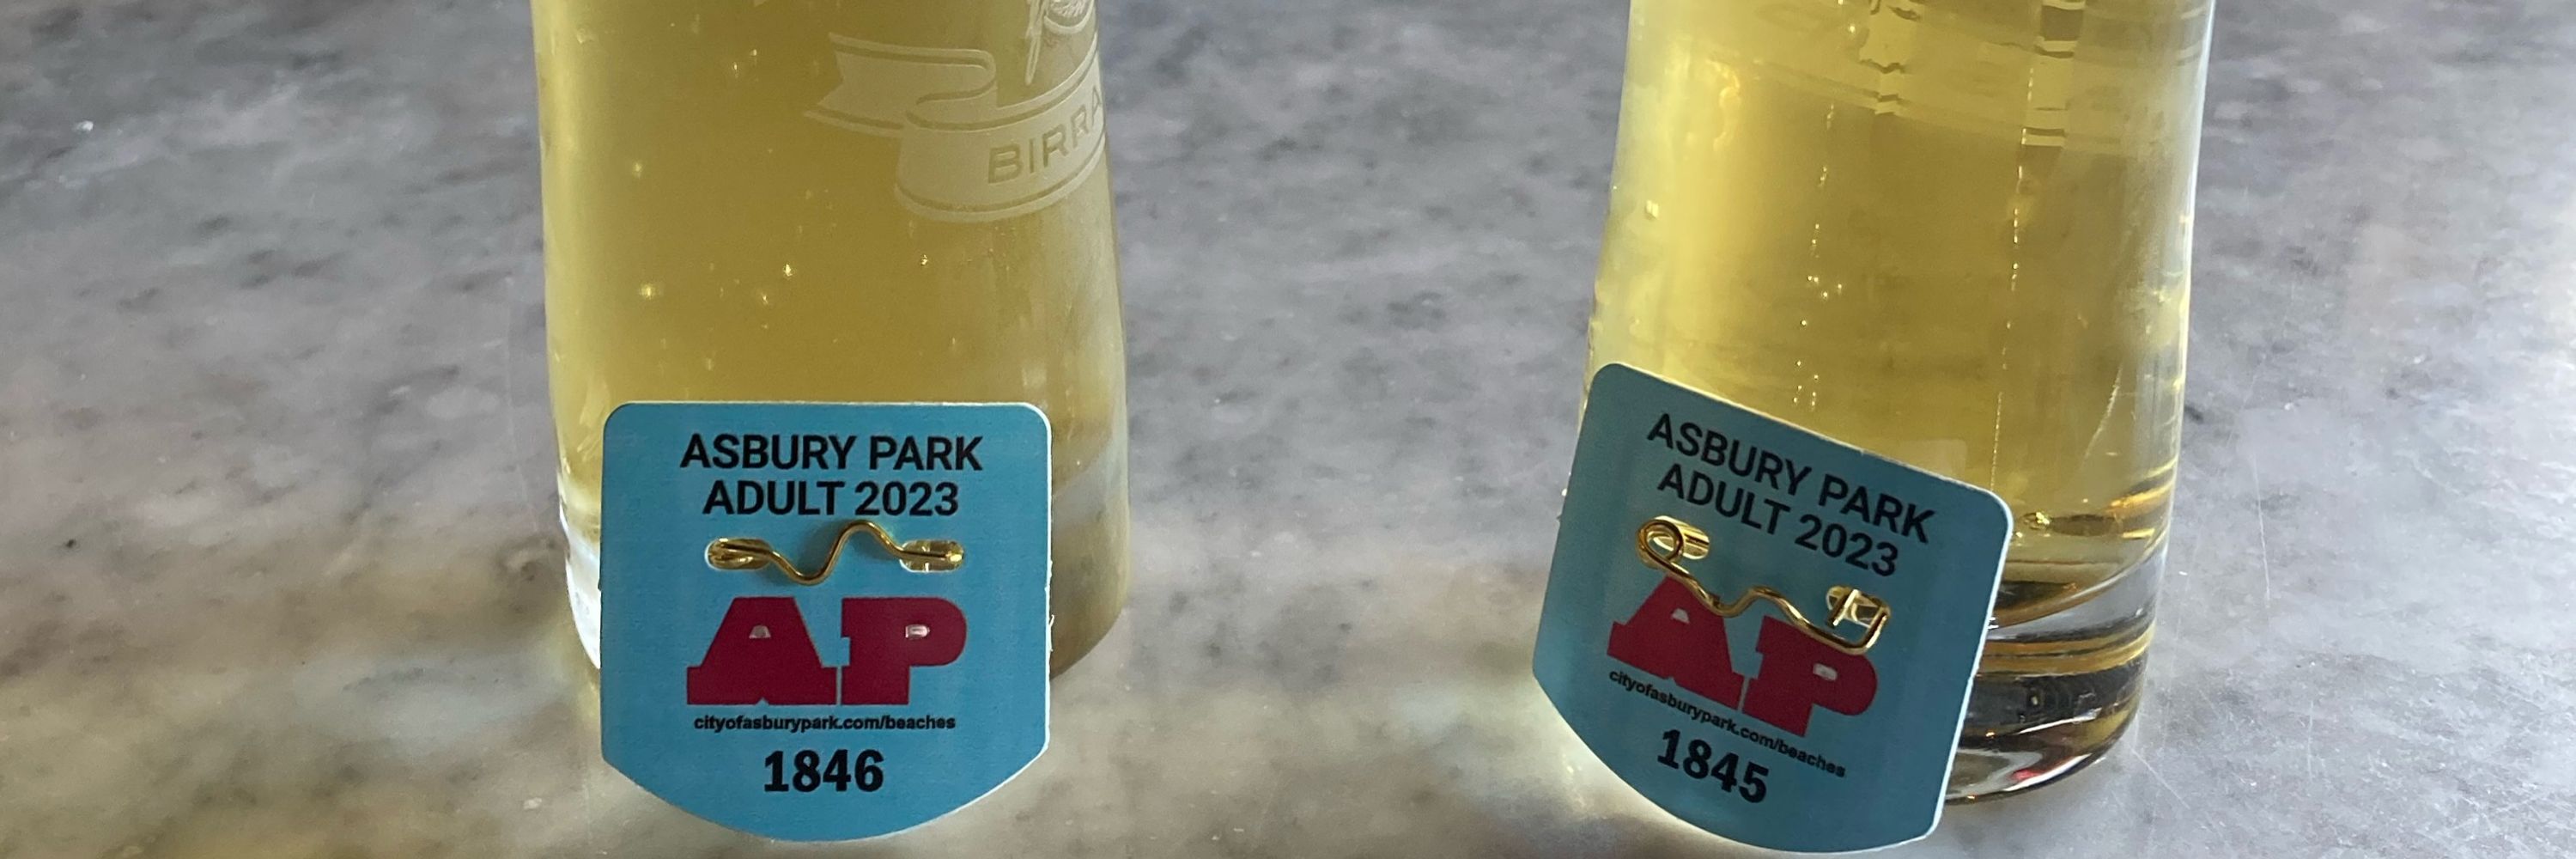 BIRRA
ASBURY PARK
ADULT 2023
AP
cityofasburypark.com/beaches
1846
ASBURY PARK
ADULT 2023
AP
cityofasburypark.com/beaches
1845